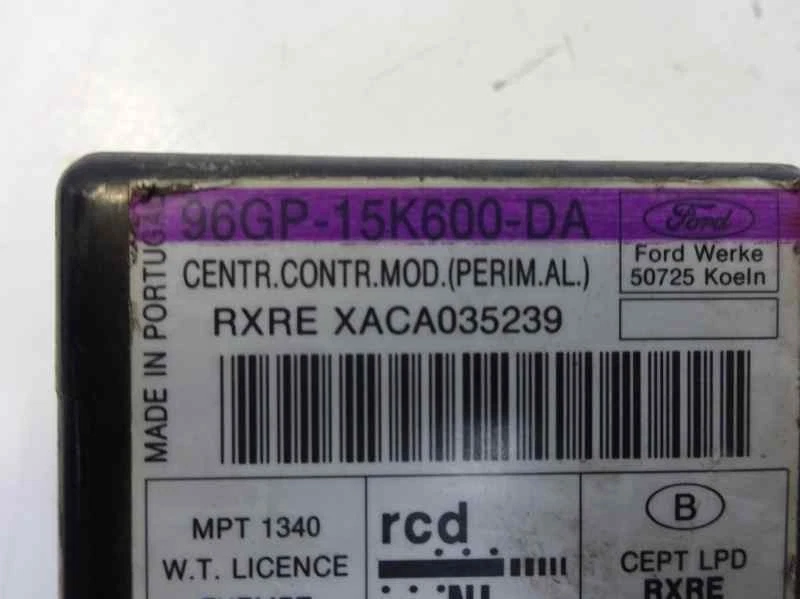 96GP-15K600-DA
Ford
Ford Werke
50725 Koeln
CENTR.CONTR.MOD.(PERIM.AL.)
RXRE XACA035239
MADE IN PORTUGAL
MPT 1340
W.T. LICENCE
rcd
B
CEPT LPD
RXRE